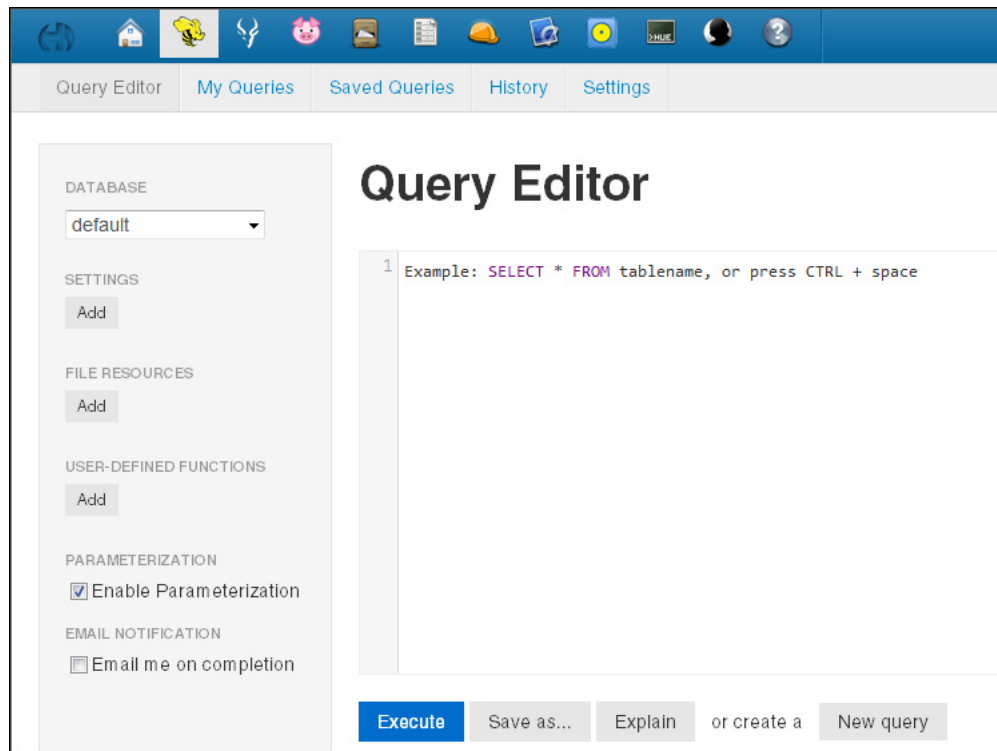 >HUE
Query Editor My Queries Saved Queries History Settings
DATABASE
default
SETTINGS
Add
FILE RESOURCES
Add
USER-DEFINED FUNCTIONS
Add
PARAMETERIZATION
Enable Parameterization
EMAIL NOTIFICATION
Email me on completion
Query Editor
1 Example: SELECT * FROM tablename, or press CTRL + space
Execute Save as... Explain or create a New query